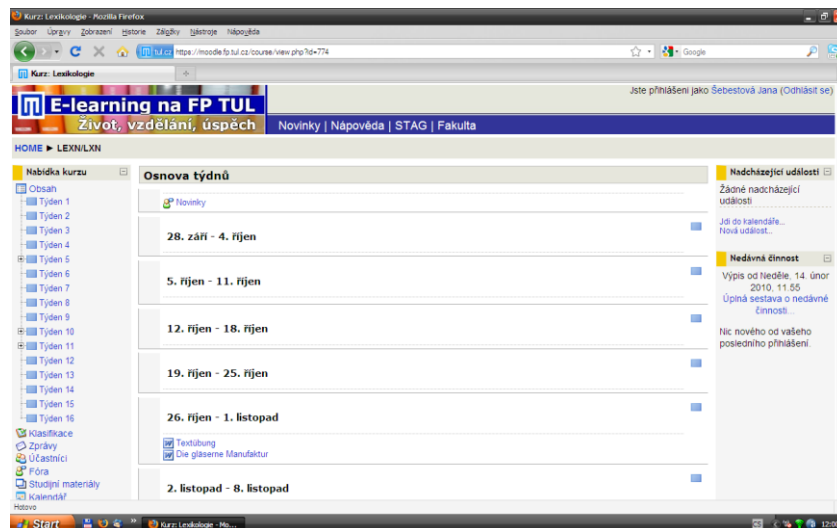 Kurz: Lexikologie - Mozilla Firefox
Soubor Úpravy Zobrazení Historie Záložky Nástroje Nápověda
tul.cz https://moodle.fp.tul.cz/course/view.php?id=774
Google
Kurz: Lexikologie
Jste přihlášeni jako Šebestová Jana (Odhlásit se)
E-learning na FP TUL
Život, vzdělání, úspěch
Novinky | Nápověda | STAG | Fakulta
HOME ► LEXN/LXN
Nabídka kurzu
Obsah
Týden 1
Týden 2
Týden 3
Týden 4
Týden 5
Týden 6
Týden 7
Týden 8
Týden 9
Týden 10
Týden 11
Týden 12
Týden 13
Týden 14
Týden 15
Týden 16
Klasifikace
Zprávy
Účastníci
Fóra
Studijní materiály
Kalendář
Osnova týdnů
Novinky
28. září - 4. říjen
5. říjen - 11. říjen
12. říjen - 18. říjen
19. říjen - 25. říjen
26. říjen - 1. listopad
Textübung
Die gläserne Manufaktur
2. listopad - 8. listopad
Nadcházející události
Žádné nadcházející
události
Jdi do kalendáře...
Nová událost...
Nedávná činnost
Výpis od Neděle, 14. únor
2010, 11.55
Úplná sestava o nedávné
činnosti...
Nic nového od vašeho
posledního přihlášení.
Hotovo
Start
Kurz: Lexikologie - Mo...